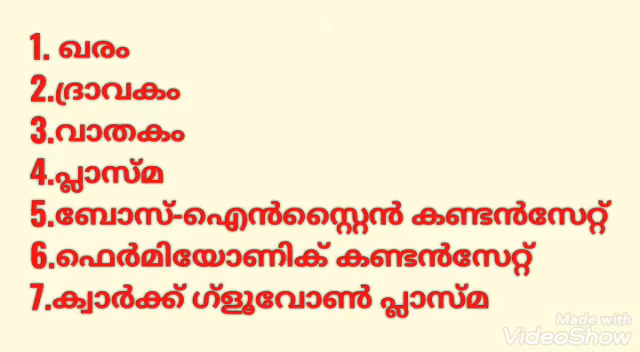 1. ഖരം
2.ദ്രാവകം
3.വാതകം
4.പ്ലാസ്മ
5.ബോസ്-ഐൻസ്റ്റൈൻ കണ്ടൻസേറ്റ്
6.ഫെർമിയോണിക് കണ്ടൻസേറ്റ്
7.ക്വാർക്ക് ഗ്ളൂവോൺ പ്ലാസ്മ
Made with
VideoShow